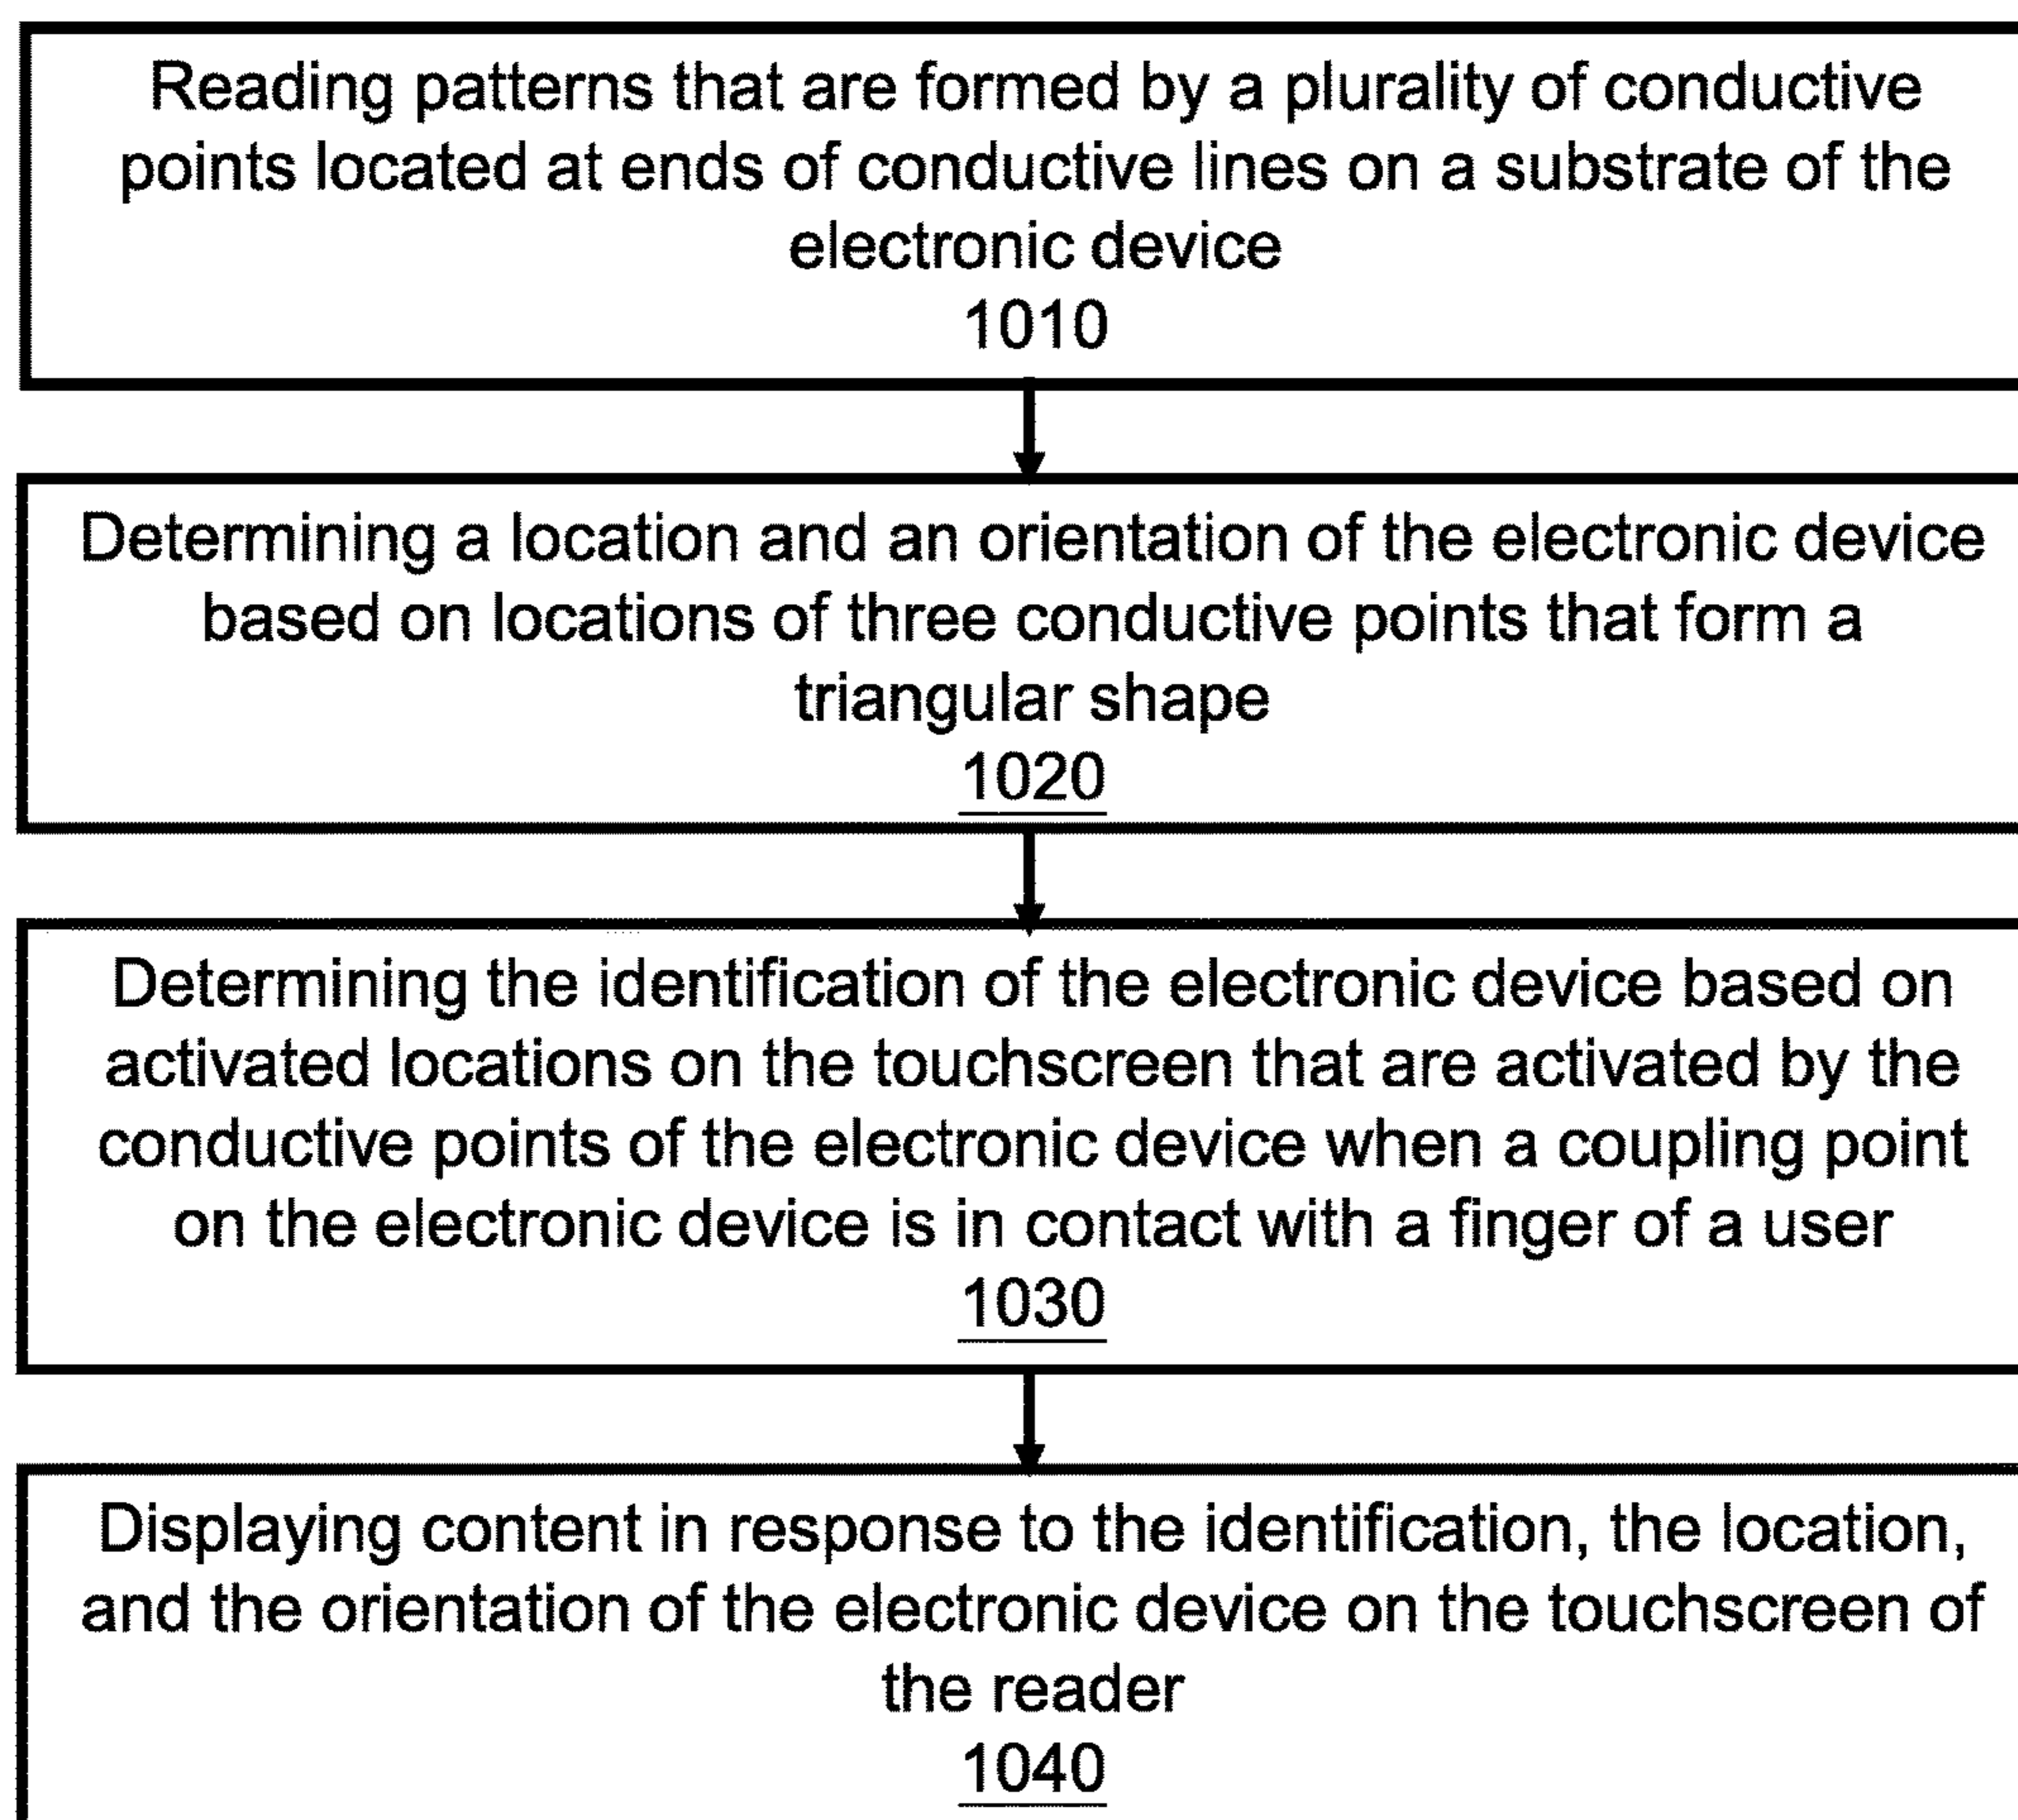 Reading patterns that are formed by a plurality of conductive
points located at ends of conductive lines on a substrate of the
electronic device
1010
Determining a location and an orientation of the electronic device
based on locations of three conductive points that form a
triangular shape
1020
Determining the identification of the electronic device based on
activated locations on the touchscreen that are activated by the
conductive points of the electronic device when a coupling point
on the electronic device is in contact with a finger of a user
1030
Displaying content in response to the identification, the location,
and the orientation of the electronic device on the touchscreen of
the reader
1040